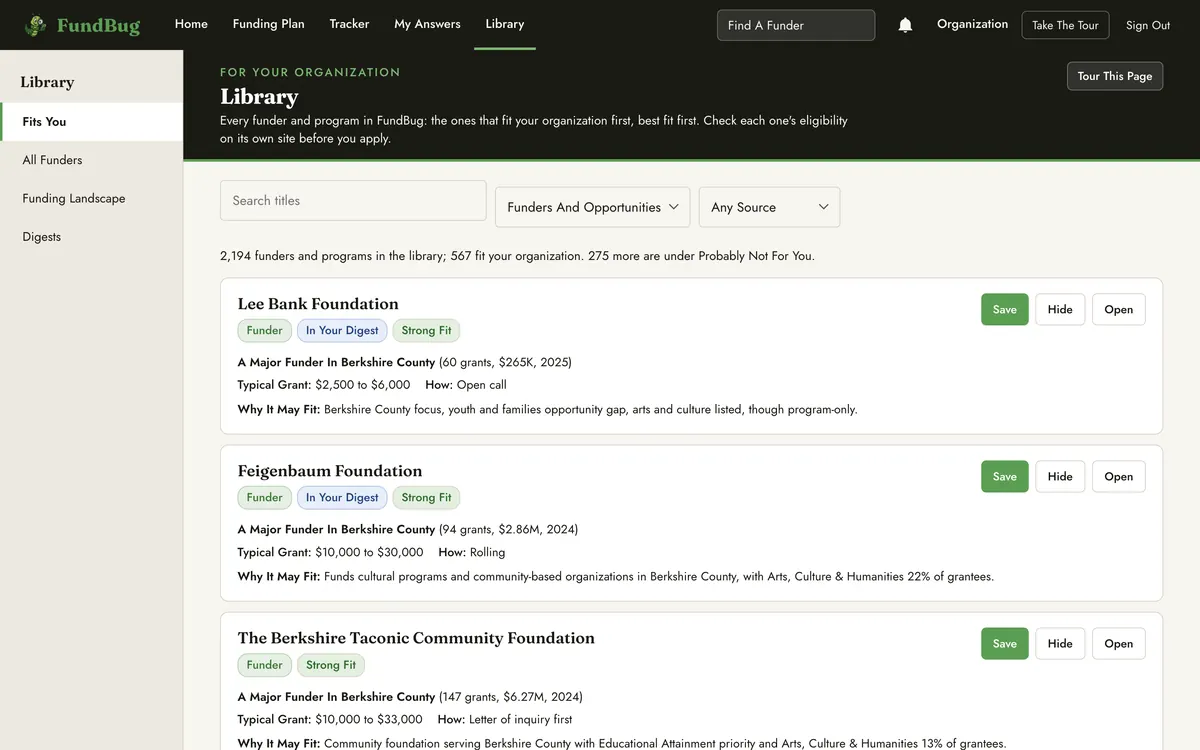 FundBug
Home
Funding Plan
Tracker
My Answers
Library
Find A Funder
Organization
Take The Tour
Sign Out
Library
Fits You
All Funders
Funding Landscape
Digests
FOR YOUR ORGANIZATION
Tour This Page
Library
Every funder and program in FundBug: the ones that fit your organization first, best fit first. Check each one's eligibility
on its own site before you apply.
Search titles
Funders And Opportunities
Any Source
2,194 funders and programs in the library; 567 fit your organization. 275 more are under Probably Not For You.
Lee Bank Foundation
Save
Hide
Open
Funder
In Your Digest
Strong Fit
A Major Funder In Berkshire County (60 grants, $265K, 2025)
Typical Grant: $2,500 to $6,000 How: Open call
Why It May Fit: Berkshire County focus, youth and families opportunity gap, arts and culture listed, though program-only.
Feigenbaum Foundation
Save
Hide
Open
Funder
In Your Digest
Strong Fit
A Major Funder In Berkshire County (94 grants, $2.86M, 2024)
Typical Grant: $10,000 to $30,000 How: Rolling
Why It May Fit: Funds cultural programs and community-based organizations in Berkshire County, with Arts, Culture & Humanities 22% of grantees.
The Berkshire Taconic Community Foundation
Save
Hide
Open
Funder
Strong Fit
A Major Funder In Berkshire County (147 grants, $6.27M, 2024)
Typical Grant: $10,000 to $33,000 How: Letter of inquiry first
Why It May Fit: Community foundation serving Berkshire County with Educational Attainment priority and Arts, Culture & Humanities 13% of grantees.